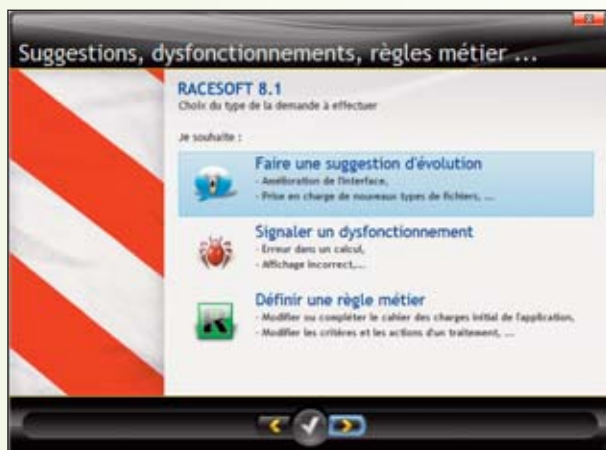 Suggestions, dysfonctionnements, règles métier ...
RACESOFT 8.1
Choix du type de la demande à effectuer
Je souhaite :
Faire une suggestion d'évolution
- Amélioration de l'interface,
- Prise en charge de nouveaux types de fichiers, ...
Signaler un dysfonctionnement
- Erreur dans un calcul,
- Affichage incorrect,...
Définir une règle métier
- Modifier ou compléter le cahier des charges initial de l'application,
- Modifier les critères et les actions d'un traitement, ...